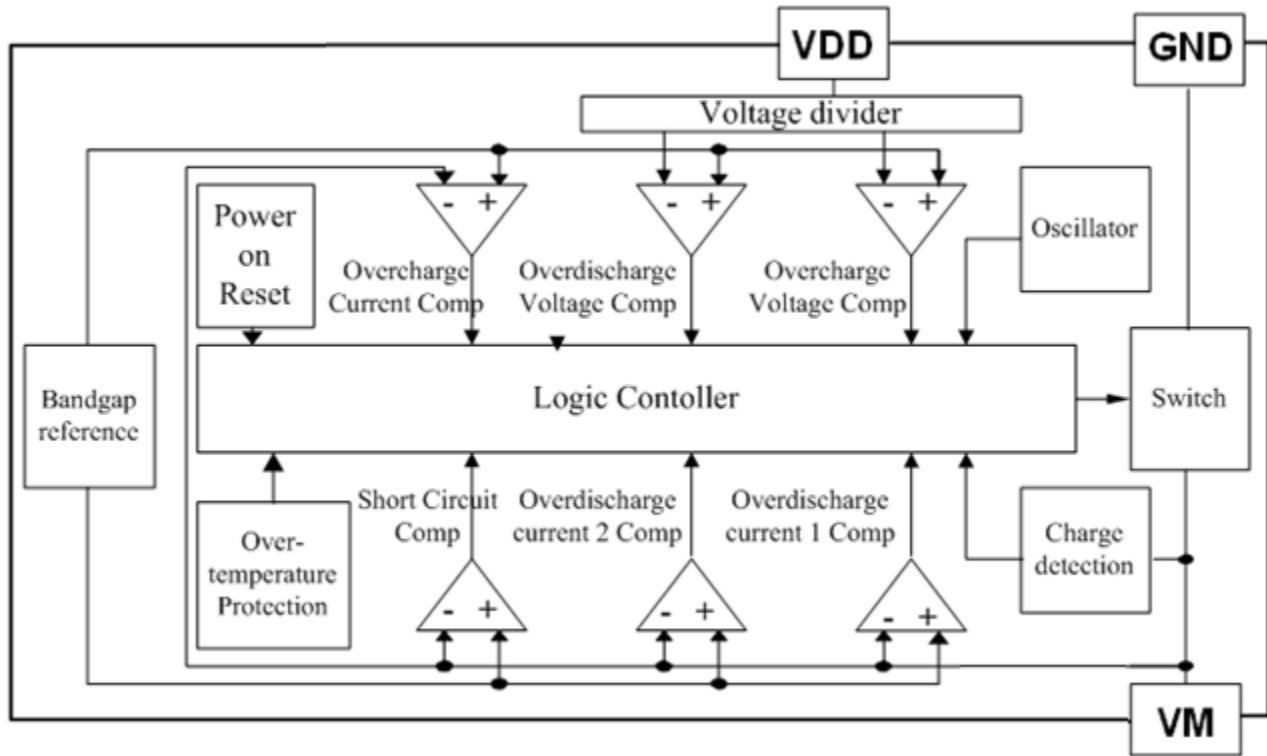 VDD
GND
Voltage divider
- +
- +
- +
Power
on
Reset
Oscillator
Overcharge
Current Comp
Overdischarge
Voltage Comp
Overcharge
Voltage Comp
Bandgap
reference
Logic Contoller
Switch
Short Circuit
Comp
Overdischarge
current 2 Comp
Overdischarge
current 1 Comp
Over-
temperature
Protection
Charge
detection
- +
- +
- +
VM